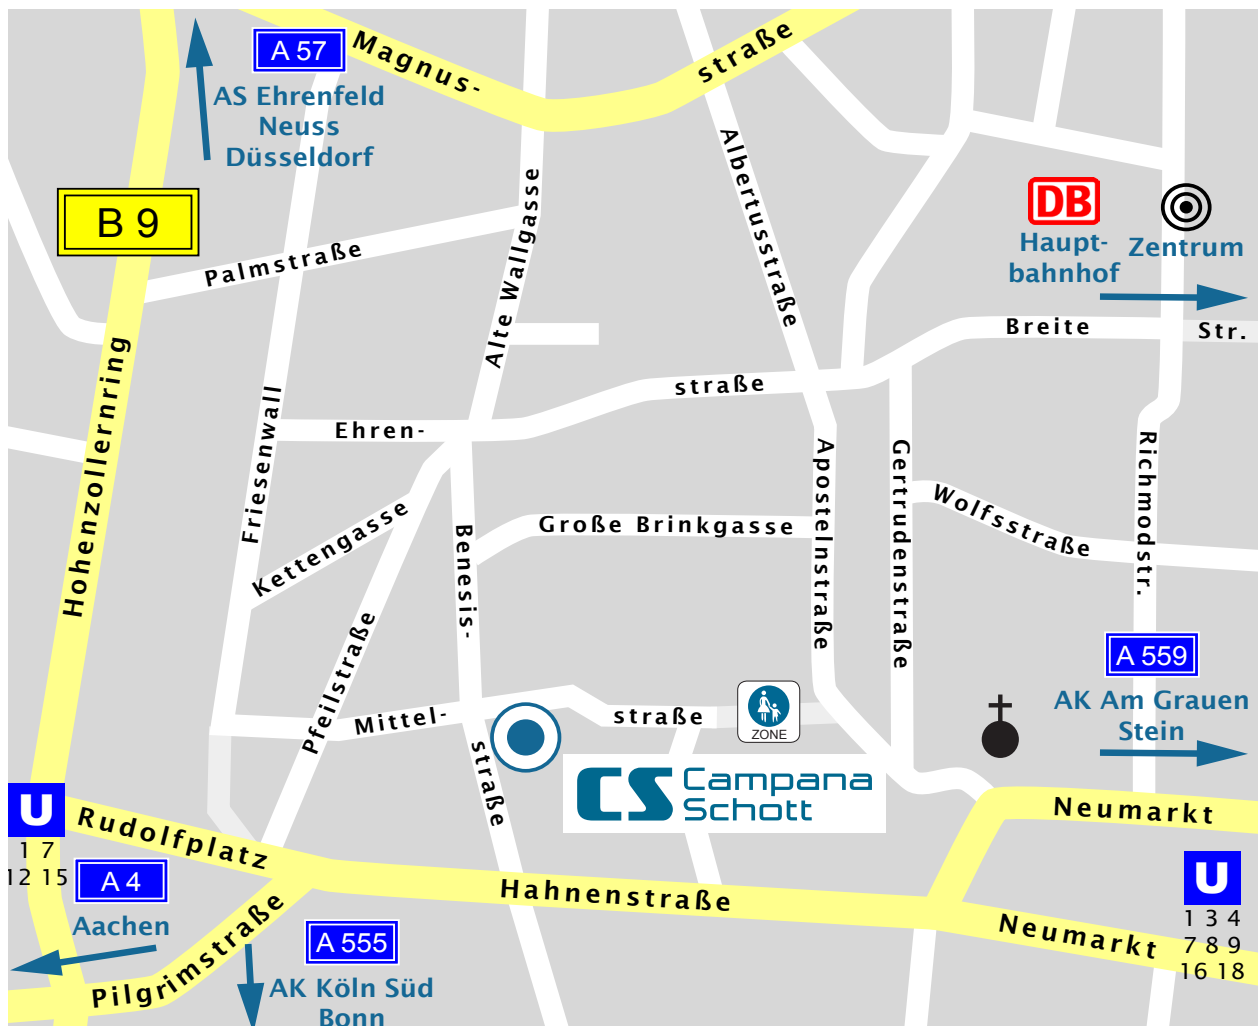 A 57
Magnus-
straße
AS Ehrenfeld
Neuss
Düsseldorf
B 9
Palmstraße
Alte Wallgasse
Albertusstraße
DB
Haupt-
bahnhof
Zentrum
Breite
Str.
Hohenzollernring
Friesenwall
Ehren-
straße
Kettengasse
Pfeilstraße
Benesis-
straße
Große Brinkgasse
Apostelnstraße
Gertrudenstraße
Wolfsstraße
Richmodstr.
A 559
AK Am Grauen
Stein
Mittel-
straße
ZONE
CS Campana
Schott
U
1 7
12 15
Rudolfplatz
A 4
Aachen
Pilgrimstraße
A 555
AK Köln Süd
Bonn
Hahnenstraße
Neumarkt
Neumarkt
U
1 3 4
7 8 9
16 18